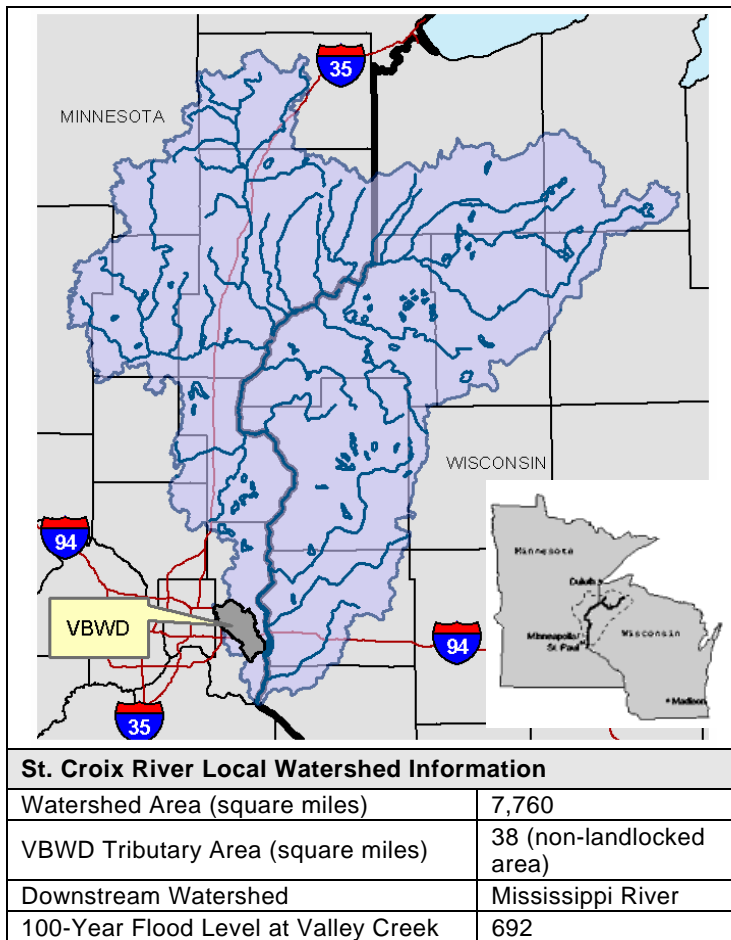 35
MINNESOTA
WISCONSIN
94
VBWD
94
35
Minnesota
Duluth
Minneapolis/
St. Paul
Wisconsin
Madison
St. Croix River Local Watershed Information
Watershed Area (square miles) 7,760
VBWD Tributary Area (square miles) 38 (non-landlocked
area)
Downstream Watershed Mississippi River
100-Year Flood Level at Valley Creek 692